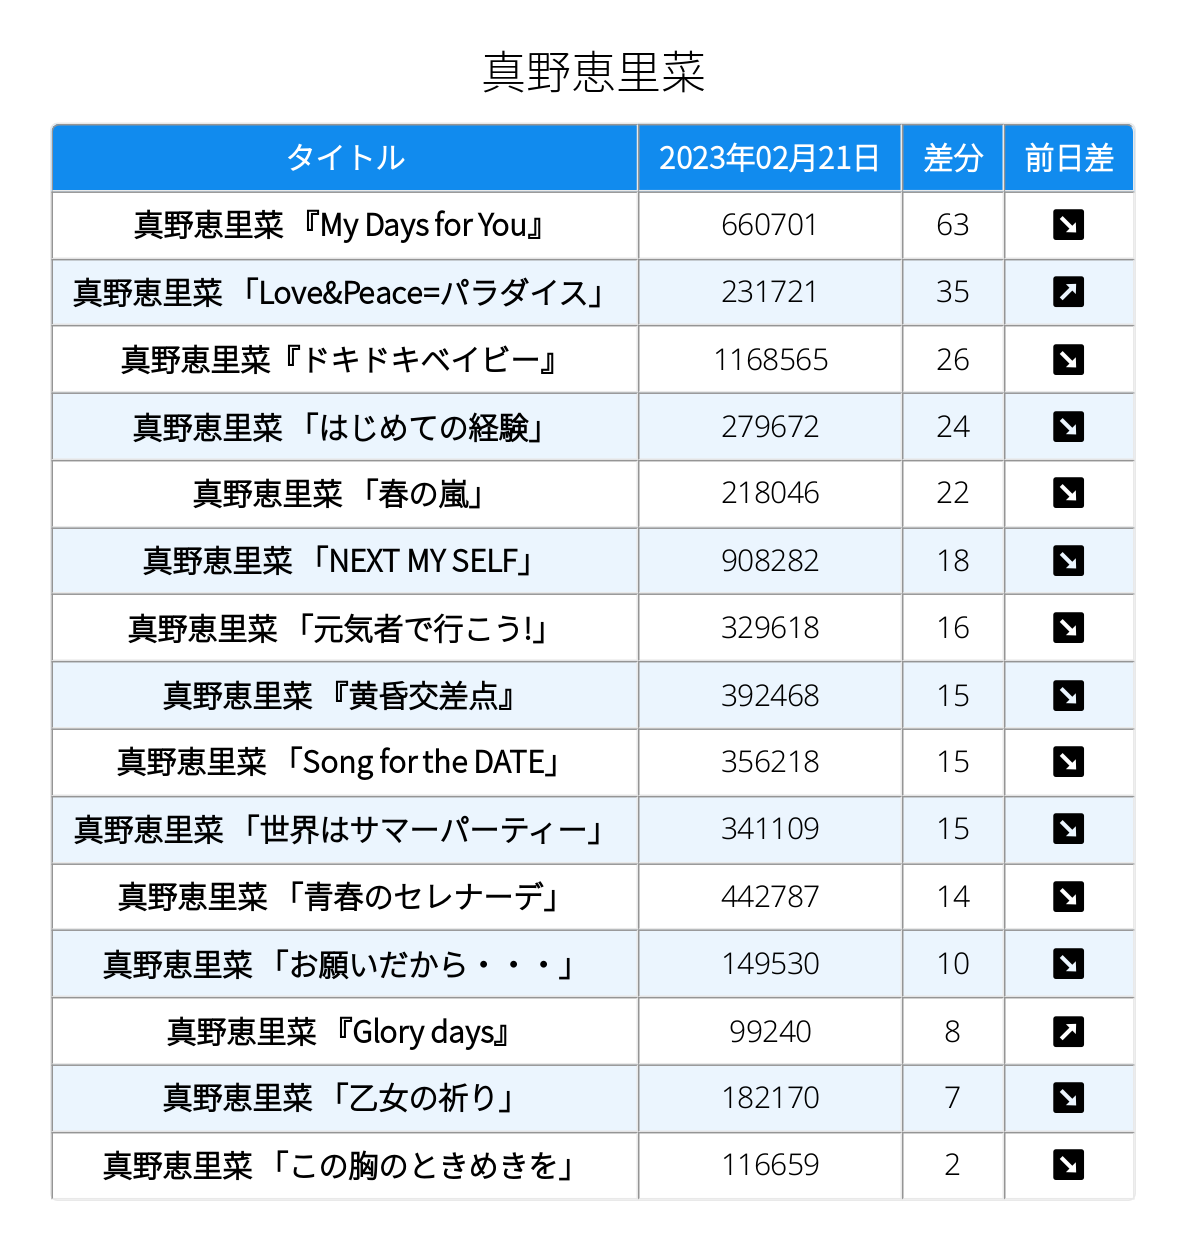 真野恵里菜
タイトル 2023年02月21日 差分 前日差
真野恵里菜 『My Days for You』 660701 63 ↘
真野恵里菜 「Love&Peace=パラダイス」 231721 35 ↗
真野恵里菜『ドキドキベイビー』 1168565 26 ↘
真野恵里菜 「はじめての経験」 279672 24 ↘
真野恵里菜 「春の嵐」 218046 22 ↘
真野恵里菜 「NEXT MY SELF」 908282 18 ↘
真野恵里菜 「元気者で行こう!」 329618 16 ↘
真野恵里菜 『黄昏交差点』 392468 15 ↘
真野恵里菜 「Song for the DATE」 356218 15 ↘
真野恵里菜 「世界はサマーパーティー」 341109 15 ↘
真野恵里菜 「青春のセレナーデ」 442787 14 ↘
真野恵里菜 「お願いだから・・・」 149530 10 ↘
真野恵里菜 『Glory days』 99240 8 ↗
真野恵里菜 「乙女の祈り」 182170 7 ↘
真野恵里菜 「この胸のときめきを」 116659 2 ↘